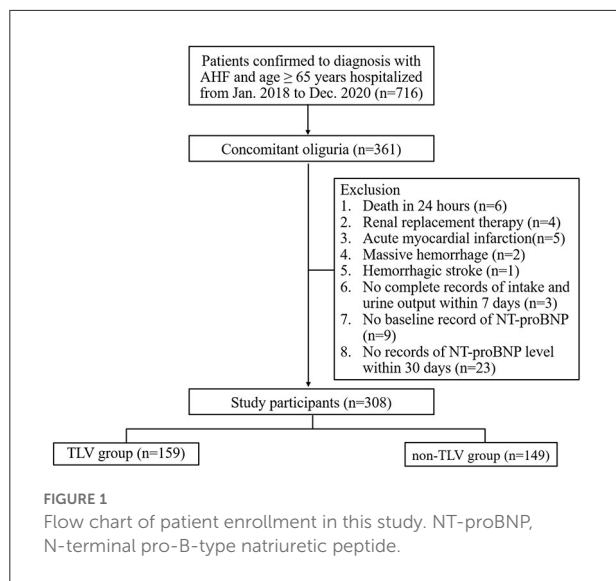 Patients confirmed to diagnosis with
AHF and age ≥ 65 years hospitalized
from Jan. 2018 to Dec. 2020 (n=716)
Concomitant oliguria (n=361)
Exclusion
1. Death in 24 hours (n=6)
2. Renal replacement therapy (n=4)
3. Acute myocardial infarction(n=5)
4. Massive hemorrhage (n=2)
5. Hemorrhagic stroke (n=1)
6. No complete records of intake and
urine output within 7 days (n=3)
7. No baseline record of NT-proBNP
(n=9)
8. No records of NT-proBNP level
within 30 days (n=23)
Study participants (n=308)
TLV group (n=159)
non-TLV group (n=149)
FIGURE 1
Flow chart of patient enrollment in this study. NT-proBNP,
N-terminal pro-B-type natriuretic peptide.